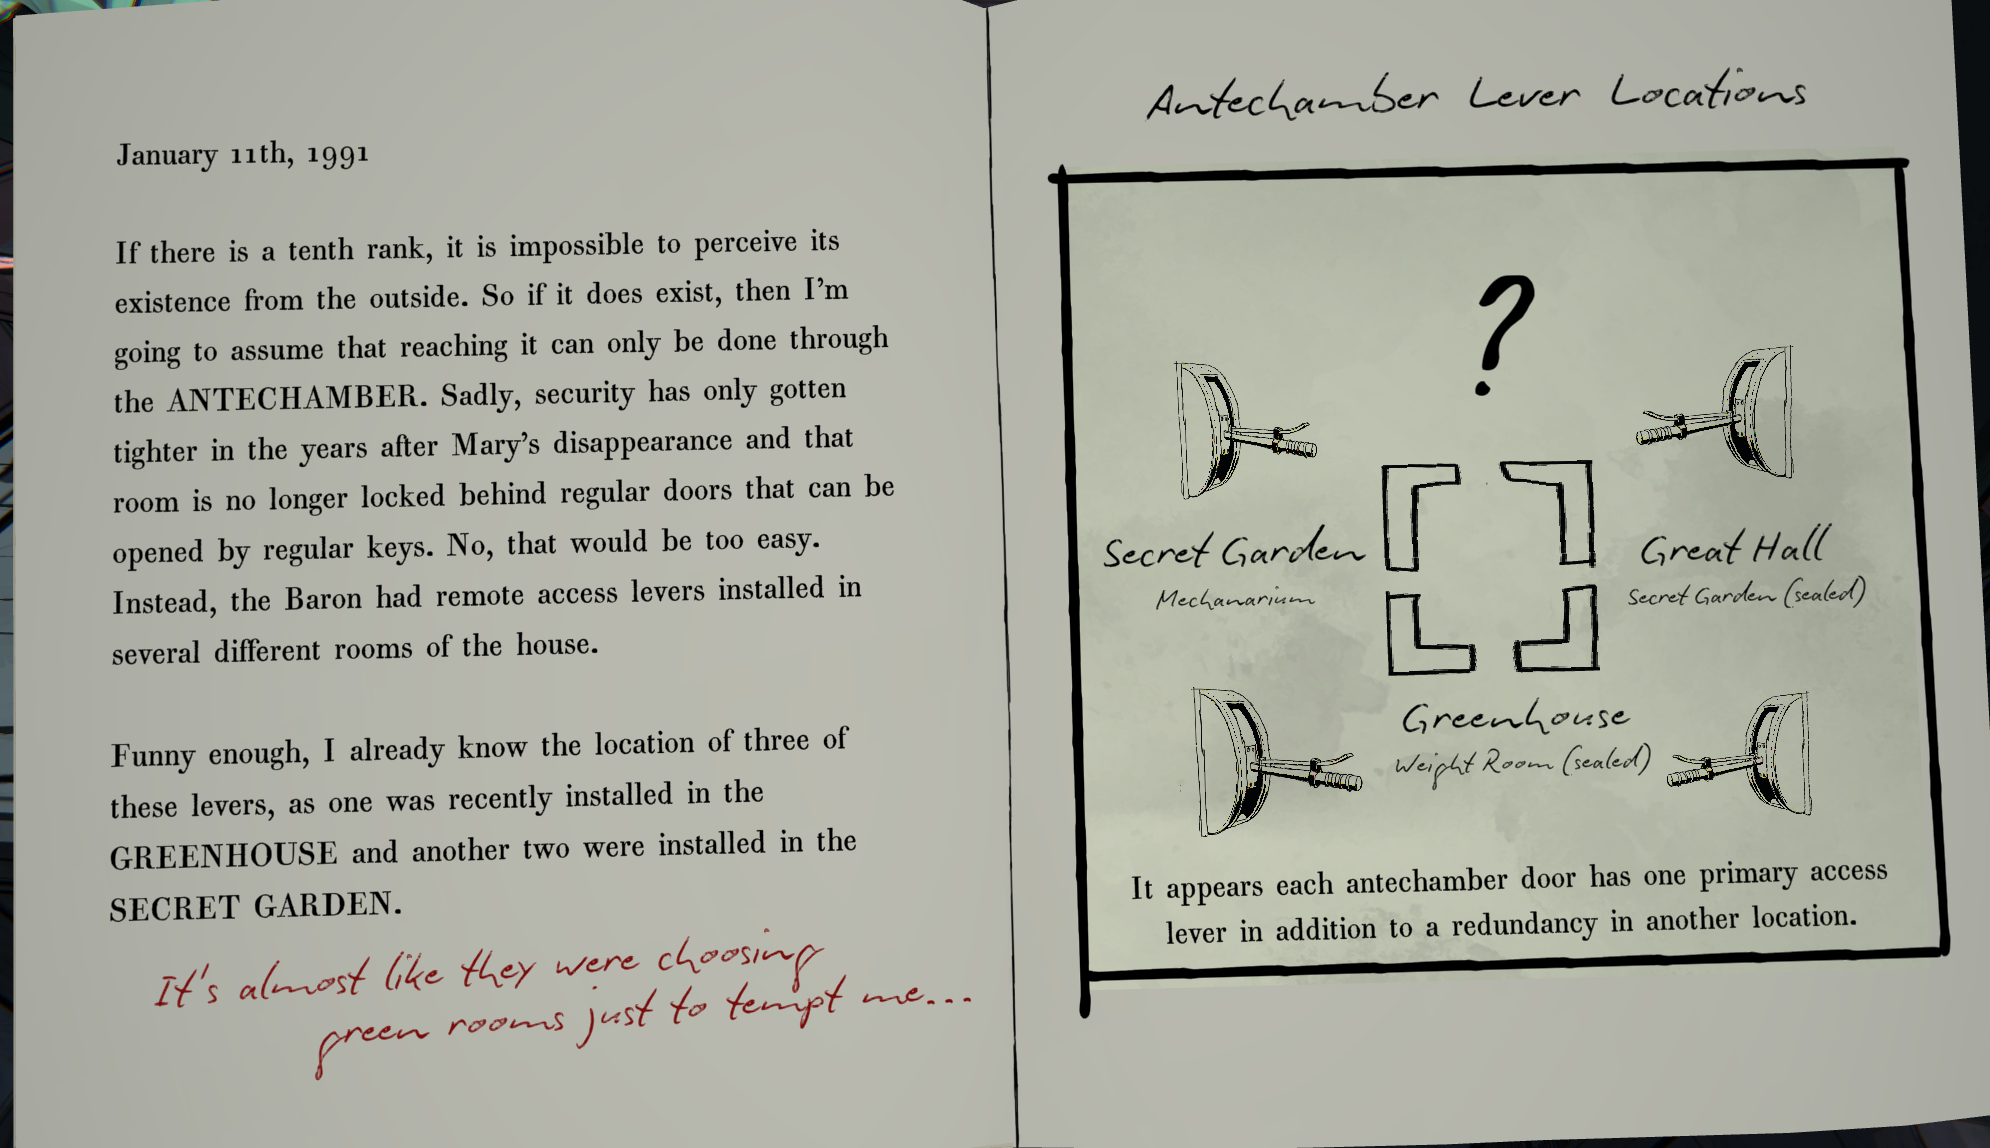 January 11th, 1991
If there is a tenth rank, it is impossible to perceive its
existence from the outside. So if it does exist, then I'm
going to assume that reaching it can only be done through
the ANTECHAMBER. Sadly, security has only gotten
tighter in the years after Mary's disappearance and that
room is no longer locked behind regular doors that can be
opened by regular keys. No, that would be too easy.
Instead, the Baron had remote access levers installed in
several different rooms of the house.
Funny enough, I already know the location of three of
these levers, as one was recently installed in the
GREENHOUSE and another two were installed in the
SECRET GARDEN.
It's almost like they were choosing
green rooms just to tempt me...
Antechamber Lever Locations
?
Secret Garden
Mechanarium
Great Hall
Secret Garden (sealed)
Greenhouse
Weight Room (sealed)
It appears each antechamber door has one primary access
lever in addition to a redundancy in another location.